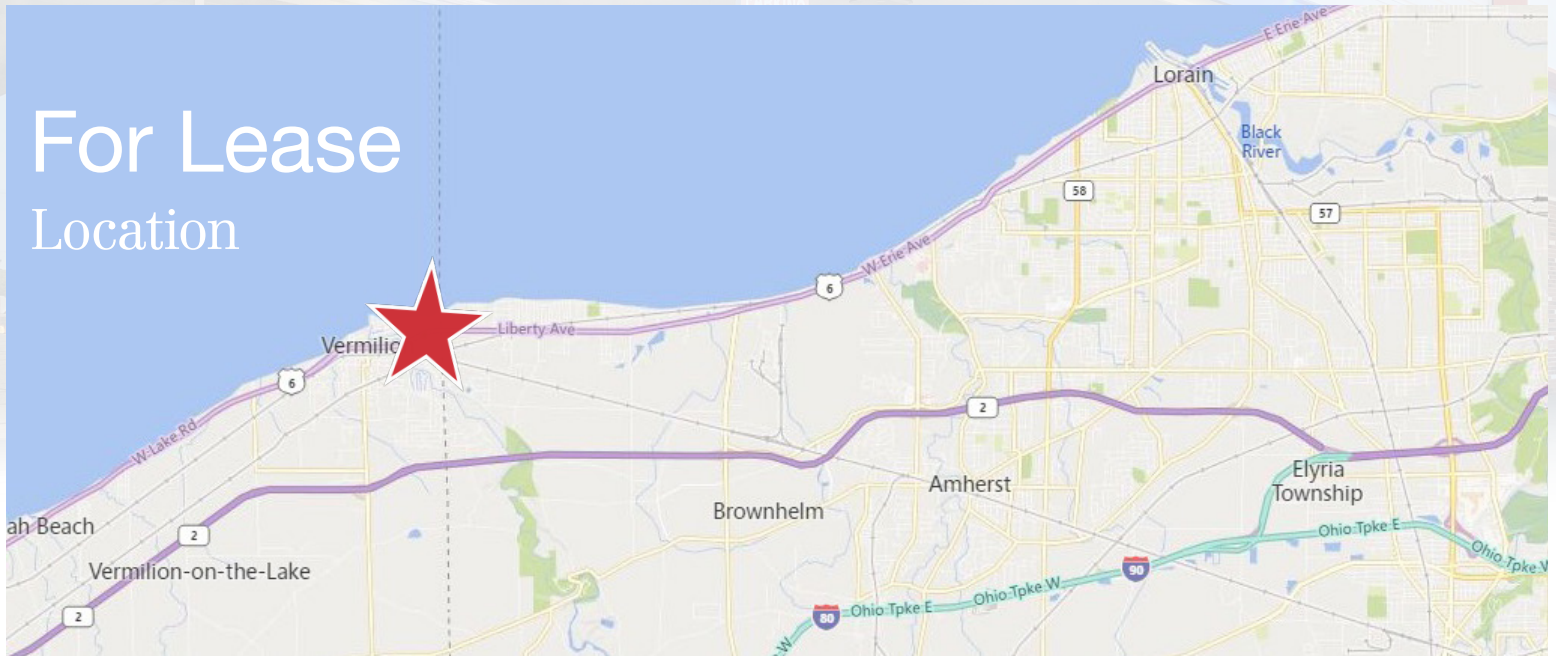 For Lease
Location
E Erie Ave
Lorain
Black
River
58
57
W Erie Ave
6
Liberty Ave
6
W Lake Rd
2
Elyria
Township
Amherst
Brownhelm
ah Beach
2
Vermilion-on-the-Lake
2
Ohio Tpke E
Ohio Tpke W
90
Ohio Tpke W
80
Ohio Tpke E
W